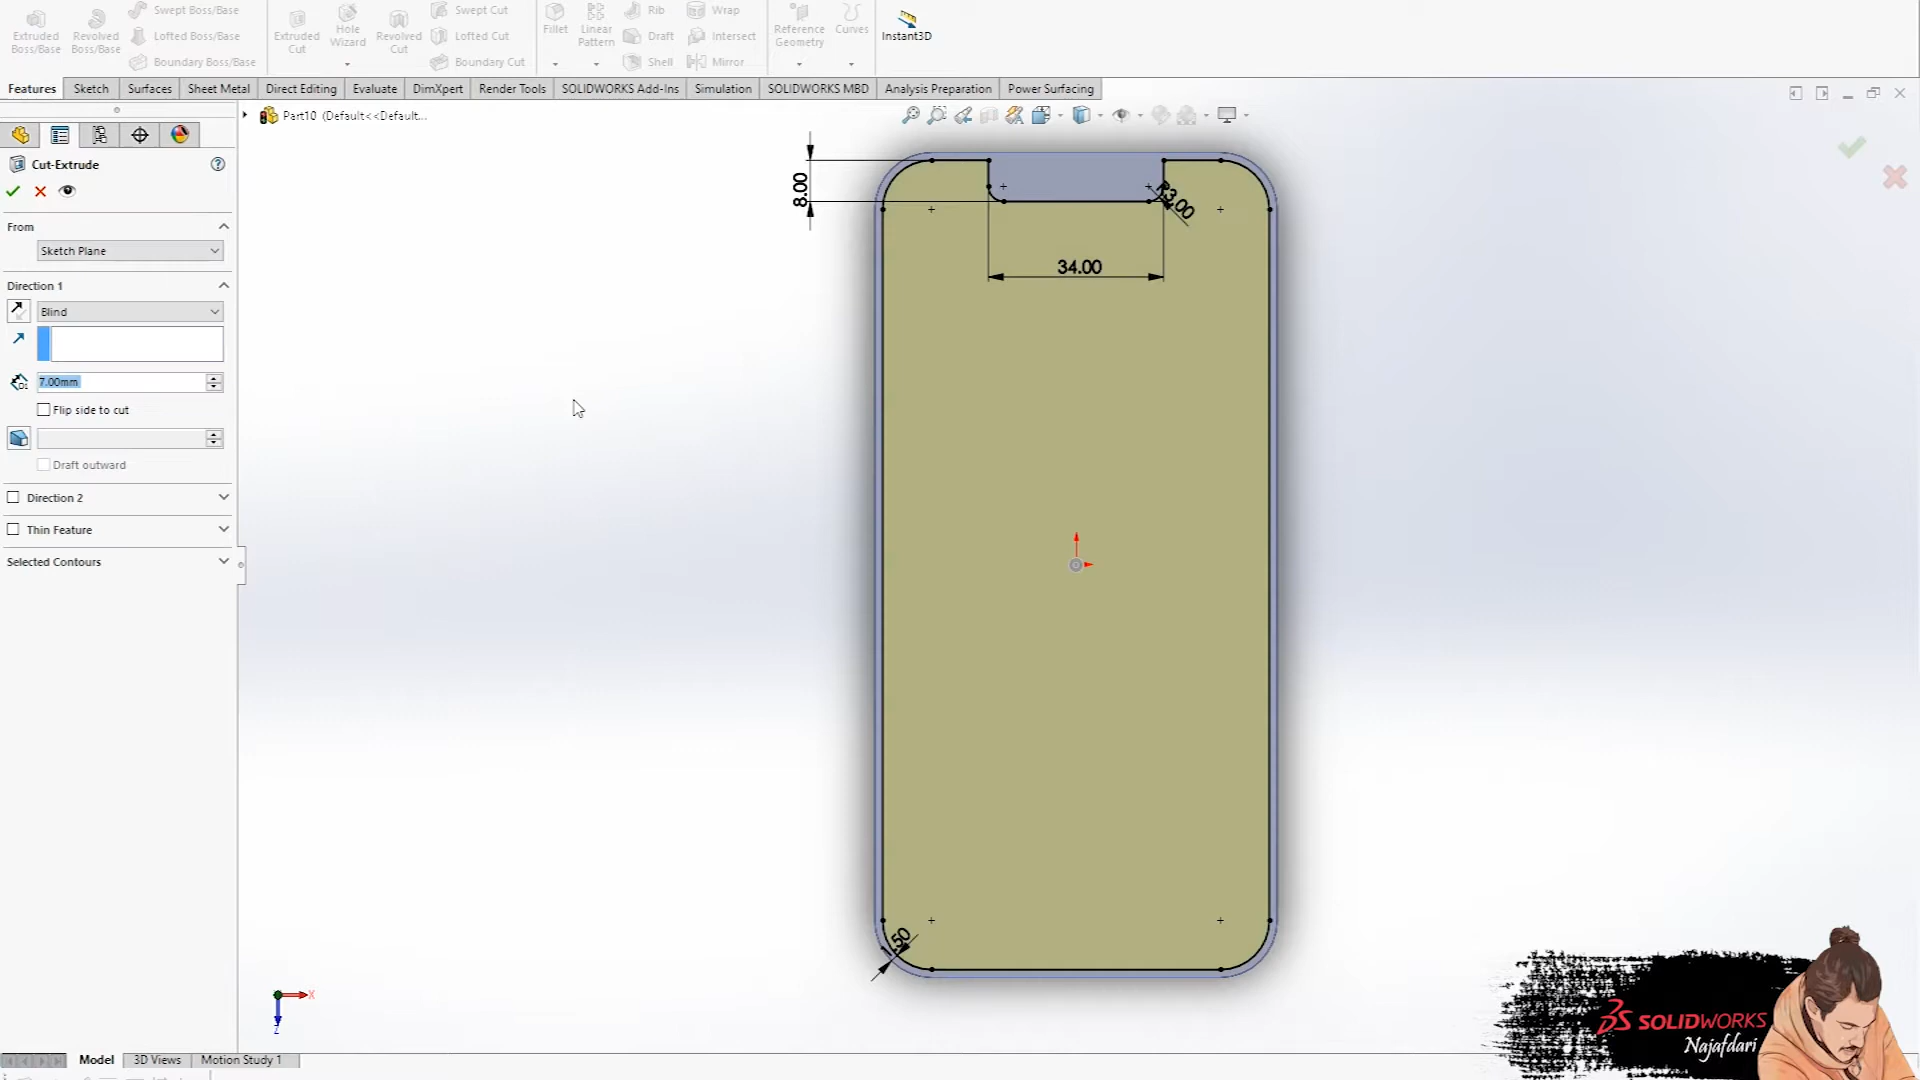 Extruded Boss/Base
Revolved Boss/Base
Swept Boss/Base
Lofted Boss/Base
Boundary Boss/Base
Extruded Cut
Hole Wizard
Revolved Cut
Swept Cut
Lofted Cut
Boundary Cut
Fillet
Linear Pattern
Rib
Draft
Shell
Wrap
Intersect
Mirror
Reference Geometry
Curves
Instant3D
Features
Sketch
Surfaces
Sheet Metal
Direct Editing
Evaluate
DimXpert
Render Tools
SOLIDWORKS Add-Ins
Simulation
SOLIDWORKS MBD
Analysis Preparation
Power Surfacing
Part10 (Default<<Default...
Cut-Extrude
From
Sketch Plane
Direction 1
Blind
7.00mm
Flip side to cut
Draft outward
Direction 2
Thin Feature
Selected Contours
8.00
R3.00
34.00
.50
X
Z
SOLIDWORKS
Najafdari
Model
3D Views
Motion Study 1